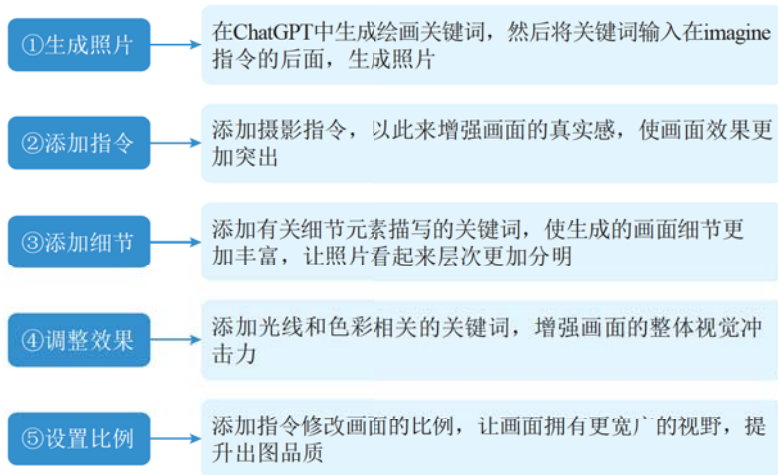 ①生成照片
在ChatGPT中生成绘画关键词，然后将关键词输入在imagine
指令的后面，生成照片
②添加指令
添加摄影指令，以此来增强画面的真实感，使画面效果更
加突出
③添加细节
添加有关细节元素描写的关键词，使生成的画面细节更
加丰富，让照片看起来层次更加分明
④调整效果
添加光线和色彩相关的关键词，增强画面的整体视觉冲
击力
⑤设置比例
添加指令修改画面的比例，让画面拥有更宽广的视野，提
升出图品质